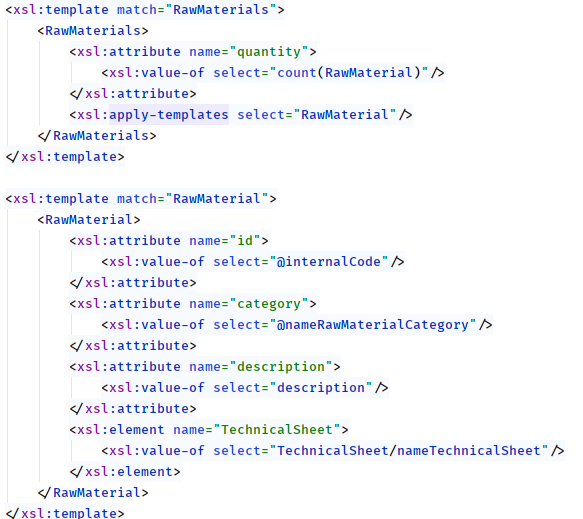 <xsl:template match="RawMaterials">
    <RawMaterials>
        <xsl:attribute name="quantity">
            <xsl:value-of select="count(RawMaterial)"/>
        </xsl:attribute>
        <xsl:apply-templates select="RawMaterial"/>
    </RawMaterials>
</xsl:template>

<xsl:template match="RawMaterial">
    <RawMaterial>
        <xsl:attribute name="id">
            <xsl:value-of select="@internalCode"/>
        </xsl:attribute>
        <xsl:attribute name="category">
            <xsl:value-of select="@nameRawMaterialCategory"/>
        </xsl:attribute>
        <xsl:attribute name="description">
            <xsl:value-of select="description"/>
        </xsl:attribute>
        <xsl:element name="TechnicalSheet">
            <xsl:value-of select="TechnicalSheet/nameTechnicalSheet"/>
        </xsl:element>
    </RawMaterial>
</xsl:template>